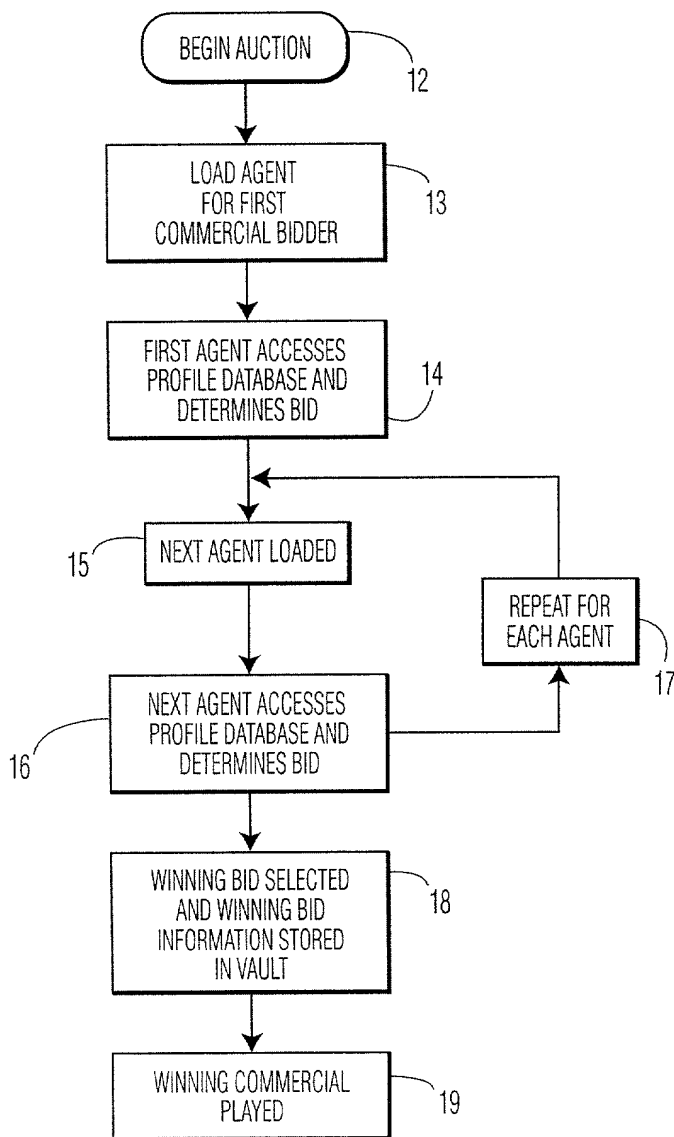 BEGIN AUCTION
12
LOAD AGENT
FOR FIRST
COMMERCIAL BIDDER
13
FIRST AGENT ACCESSES
PROFILE DATABASE AND
DETERMINES BID
14
15
NEXT AGENT LOADED
REPEAT FOR
EACH AGENT
17
NEXT AGENT ACCESSES
PROFILE DATABASE AND
DETERMINES BID
16
WINNING BID SELECTED
AND WINNING BID
INFORMATION STORED
IN VAULT
18
WINNING COMMERCIAL
PLAYED
19